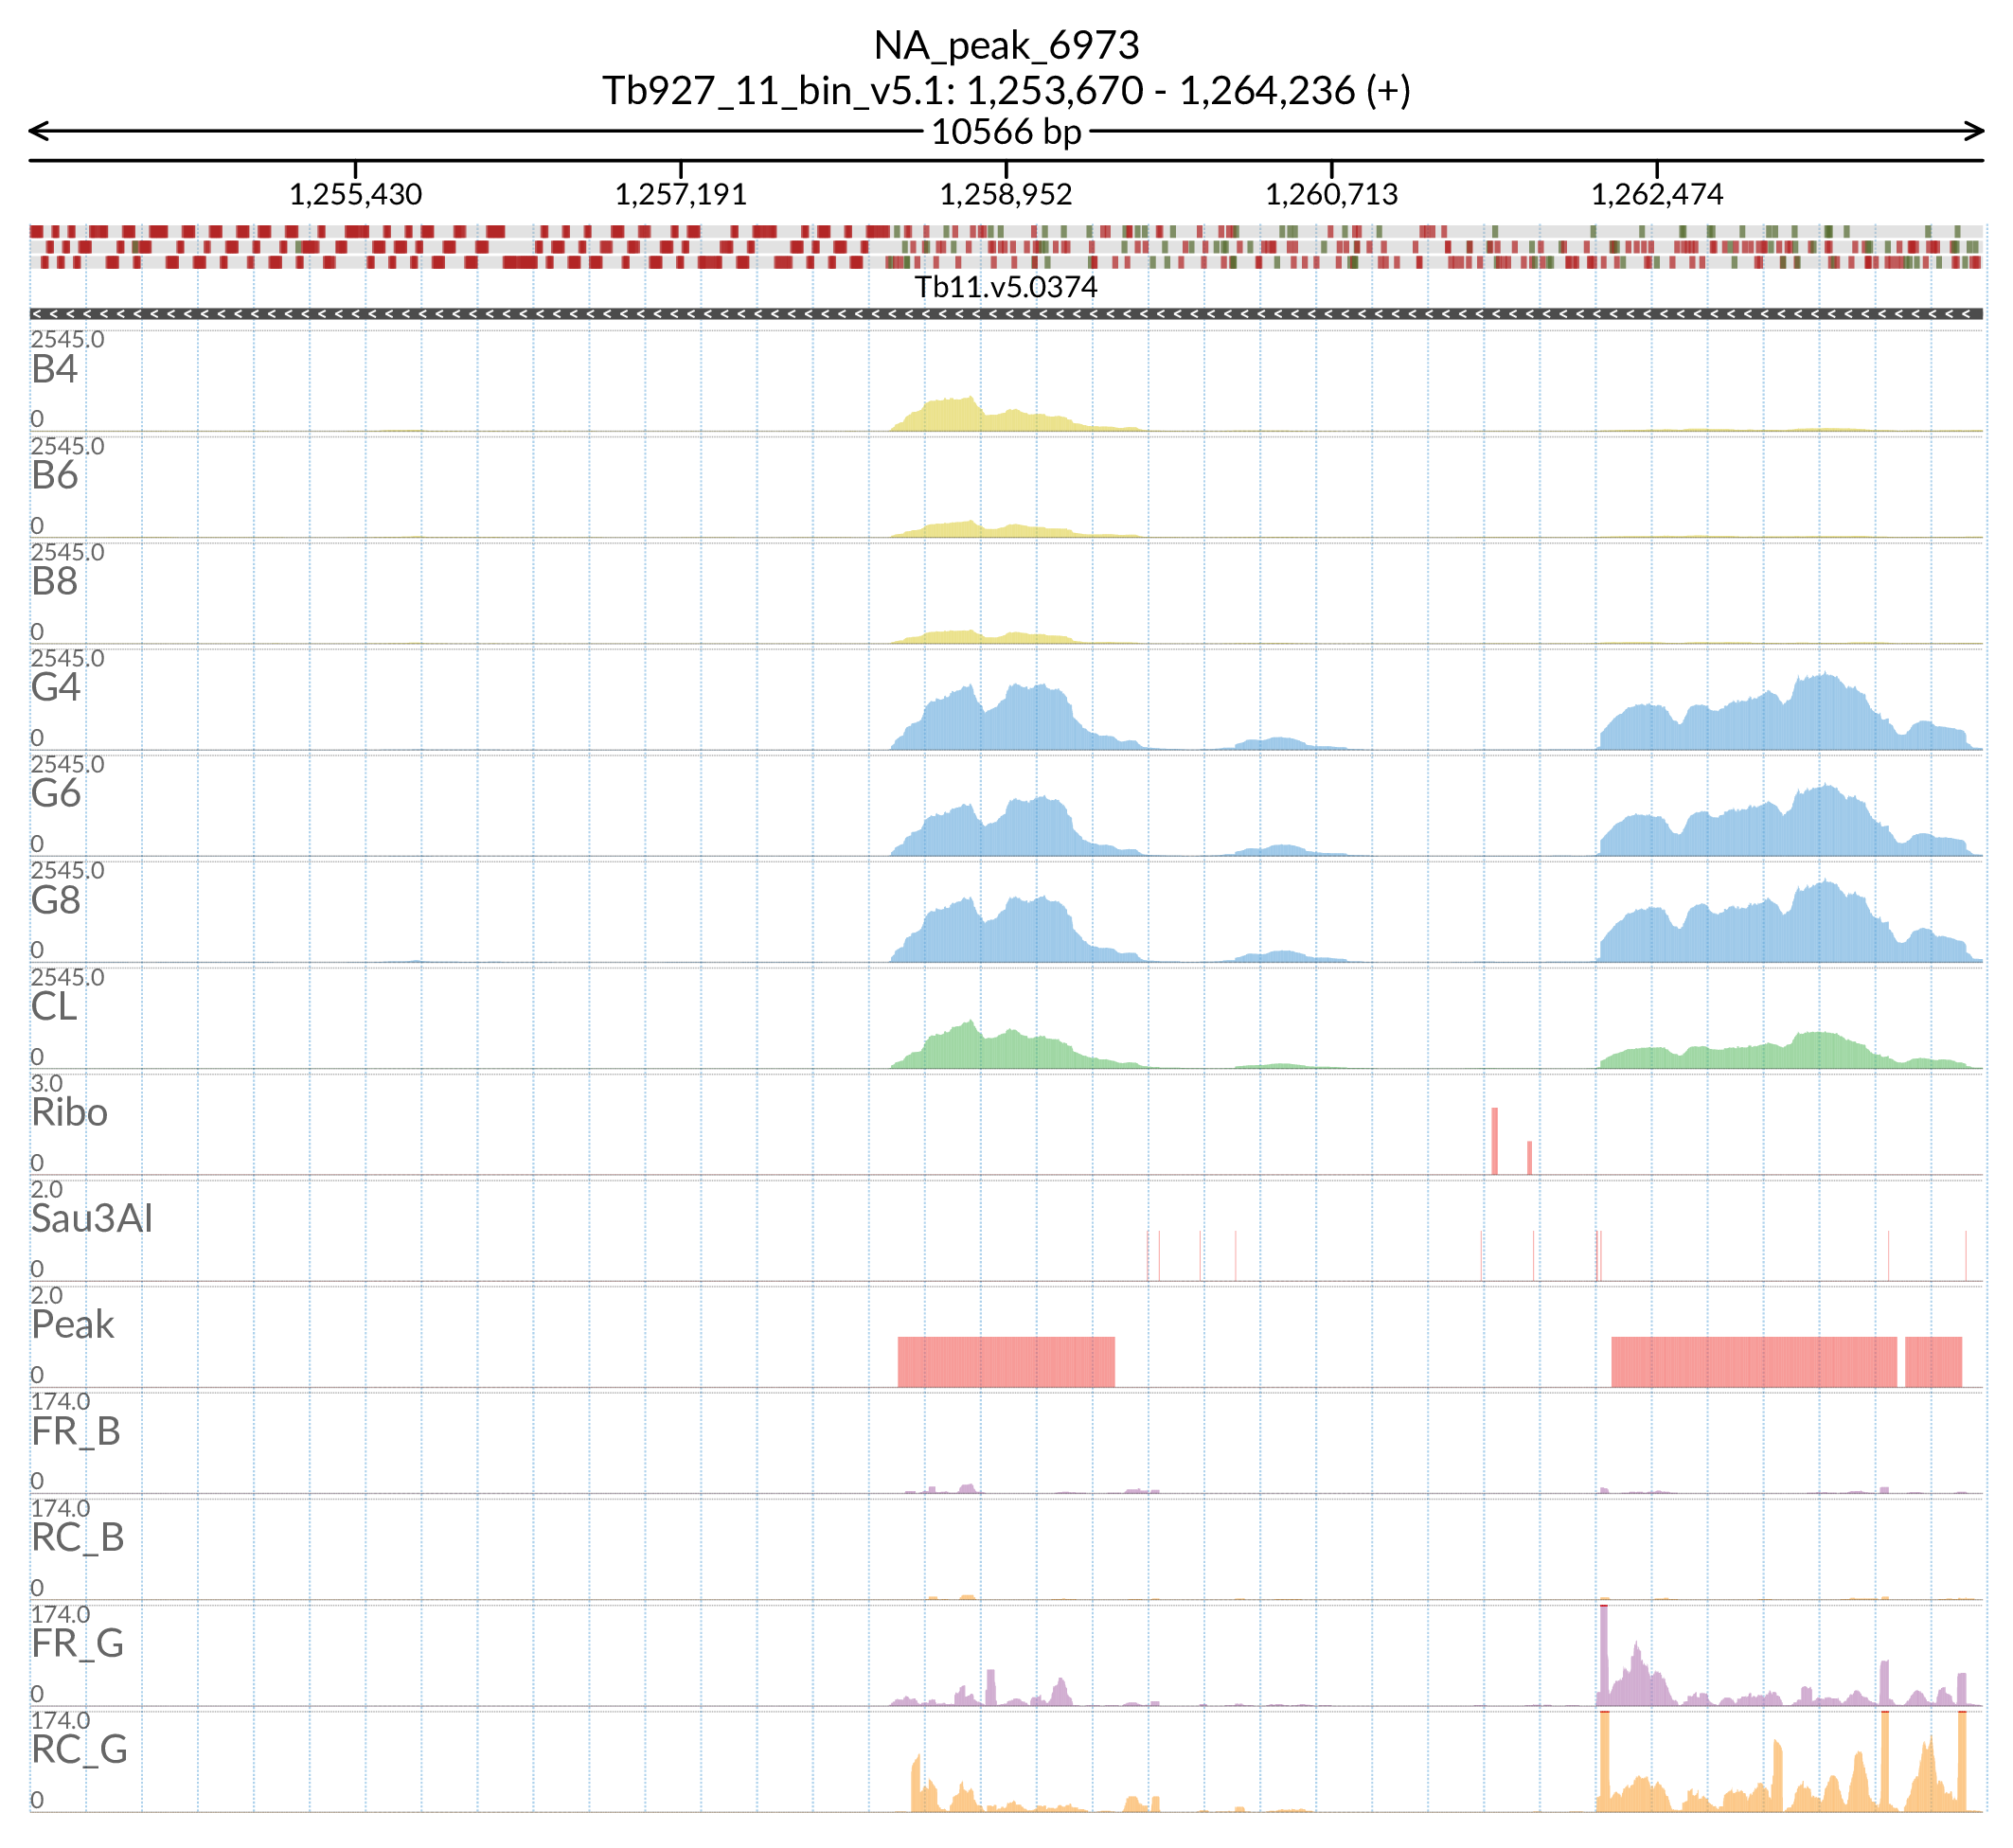 NA_peak_6973
Tb927_11_bin_v5.1: 1,253,670 - 1,264,236 (+)
10566 bp
1,255,430 1,257,191 1,258,952 1,260,713 1,262,474
Tb11.v5.0374
2545.0
B4
0
2545.0
B6
0
2545.0
B8
0
2545.0
G4
0
2545.0
G6
0
2545.0
G8
0
2545.0
CL
0
3.0
Ribo
0
2.0
Sau3AI
0
2.0
Peak
0
174.0
FR_B
0
174.0
RC_B
0
174.0
FR_G
0
174.0
RC_G
0